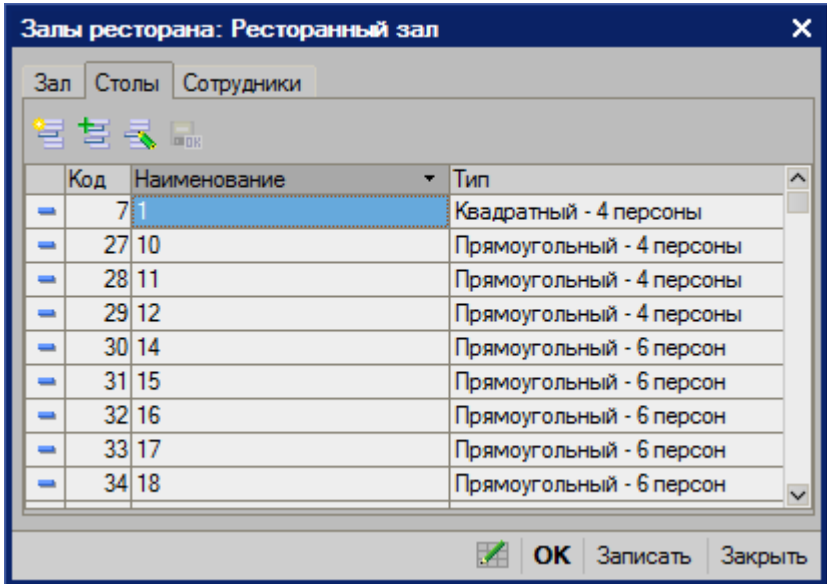 Залы ресторана: Ресторанный зал
Зал Столы Сотрудники
OK
Код Наименование Тип
7 1 Квадратный - 4 персоны
27 10 Прямоугольный - 4 персоны
28 11 Прямоугольный - 4 персоны
29 12 Прямоугольный - 4 персоны
30 14 Прямоугольный - 6 персон
31 15 Прямоугольный - 6 персон
32 16 Прямоугольный - 6 персон
33 17 Прямоугольный - 6 персон
34 18 Прямоугольный - 6 персон
OK Записать Закрыть